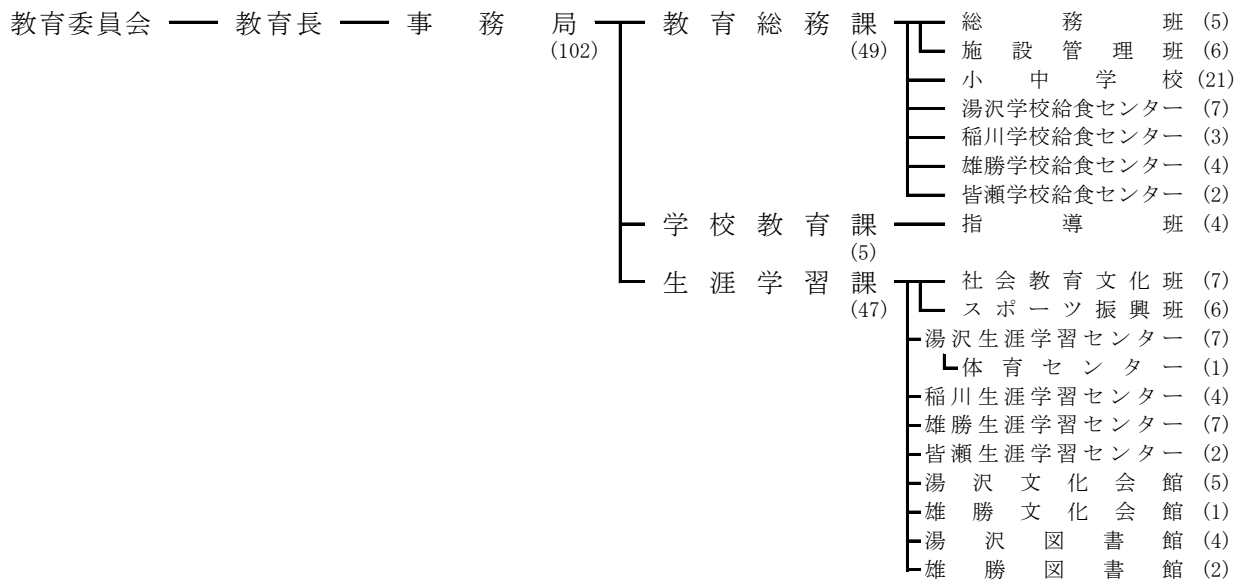 教育委員会 教育長 事務局 教育総務課 総務班 (5)
(102) (49) 施設管理班 (6)
小中学校 (21)
湯沢学校給食センター (7)
稲川学校給食センター (3)
雄勝学校給食センター (4)
皆瀬学校給食センター (2)
学校教育課 指導班 (4)
(5)
生涯学習課 社会教育文化班 (7)
(47) スポーツ振興班 (6)
湯沢生涯学習センター (7)
体育センター (1)
稲川生涯学習センター (4)
雄勝生涯学習センター (7)
皆瀬生涯学習センター (2)
湯沢文化会館 (5)
雄勝文化会館 (1)
湯沢図書館 (4)
雄勝図書館 (2)